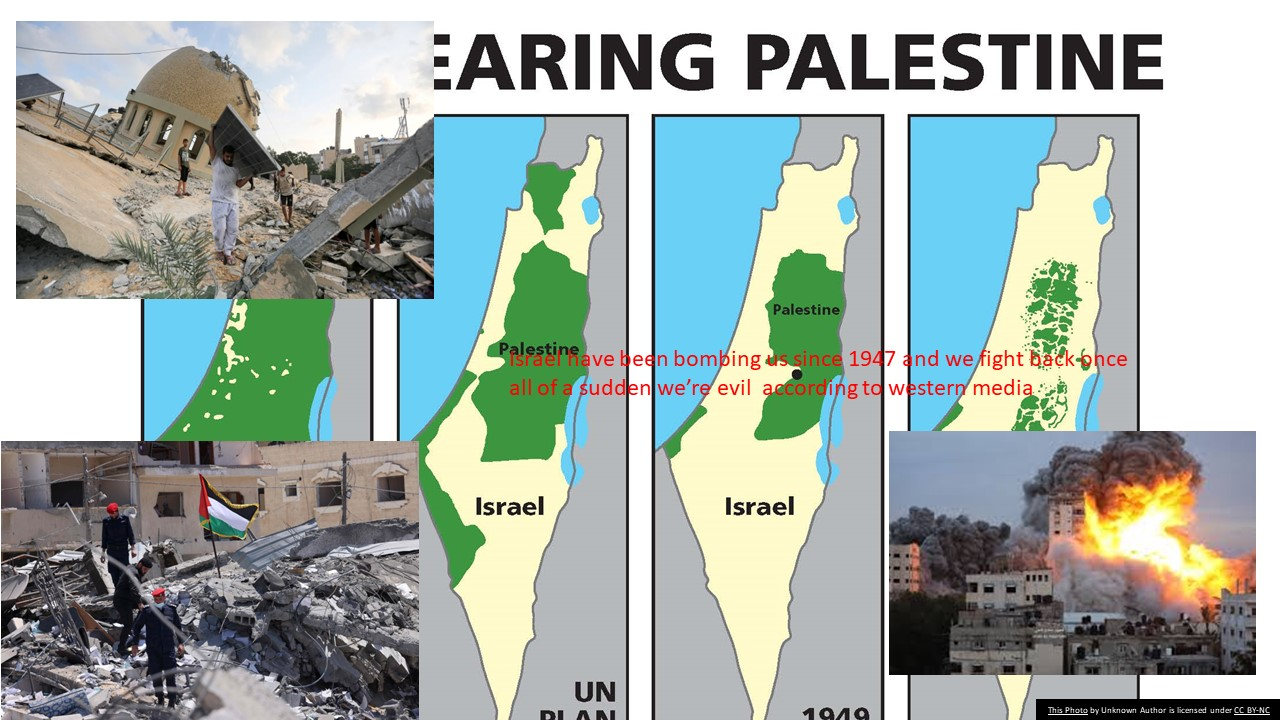 EARING PALESTINE
Palestine
Palestine
Israel have been bombing us since 1947 and we fight back once
all of a sudden we’re evil  according to western media
Israel
Israel
UN
PLAN
1949
This Photo by Unknown Author is licensed under CC BY-NC